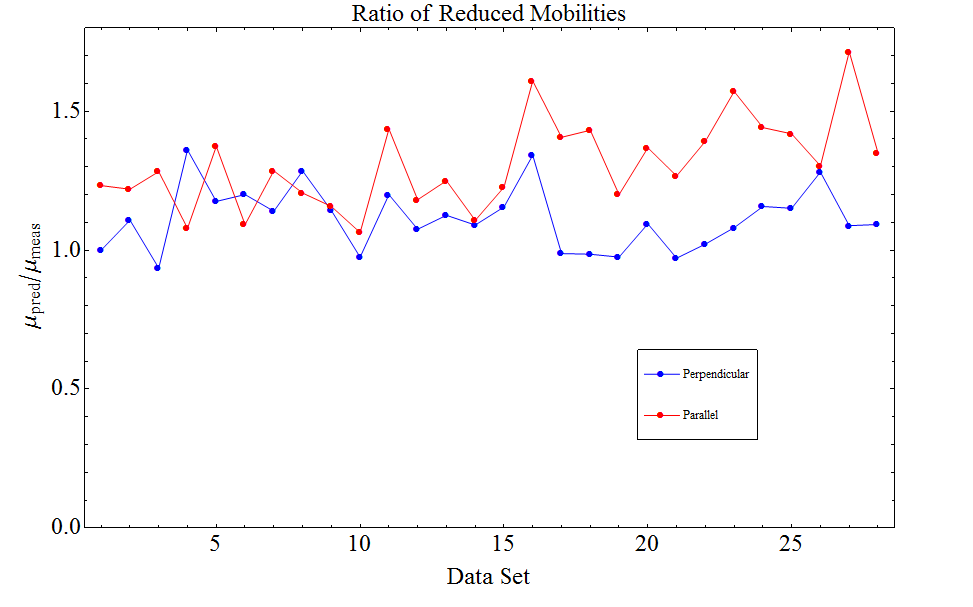 Ratio of Reduced Mobilities
μpred/μmeas
1.5
1.0
0.5
0.0
Perpendicular
Parallel
5 10 15 20 25
Data Set